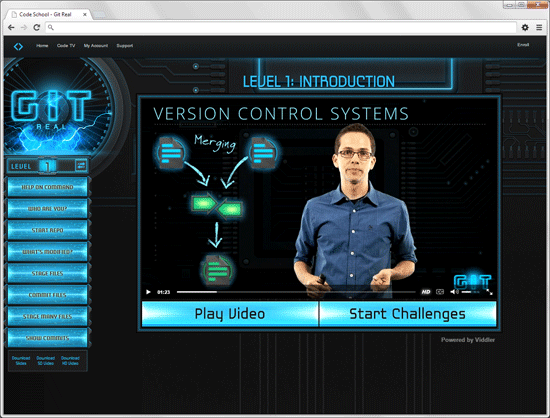 Code School - Git Real
Home Code TV My Account Support Enroll
LEVEL 1: INTRODUCTION
GIT
REAL
LEVEL 1
HELP ON COMMAND
WHO ARE YOU?
START REPO
WHAT'S MODIFIED?
STAGE FILES
COMMIT FILES
STAGE MANY FILES
SHOW COMMITS
Download Slides
Download SD Video
Download HD Video
VERSION CONTROL SYSTEMS
Merging
GIT
01:23
HD
Play Video
Start Challenges
Powered by Viddler